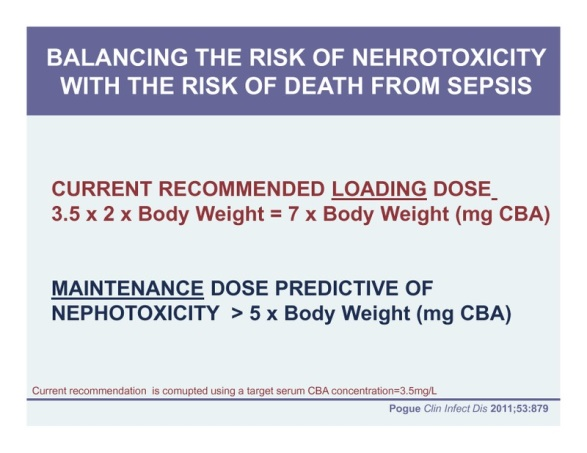 BALANCING THE RISK OF NEHROTOXICITY
WITH THE RISK OF DEATH FROM SEPSIS
CURRENT RECOMMENDED LOADING DOSE
3.5 x 2 x Body Weight = 7 x Body Weight (mg CBA)
MAINTENANCE DOSE PREDICTIVE OF
NEPHOTOXICITY > 5 x Body Weight (mg CBA)
Current recommendation is comupted using a target serum CBA concentration=3.5mg/L
Pogue Clin Infect Dis 2011;53:879